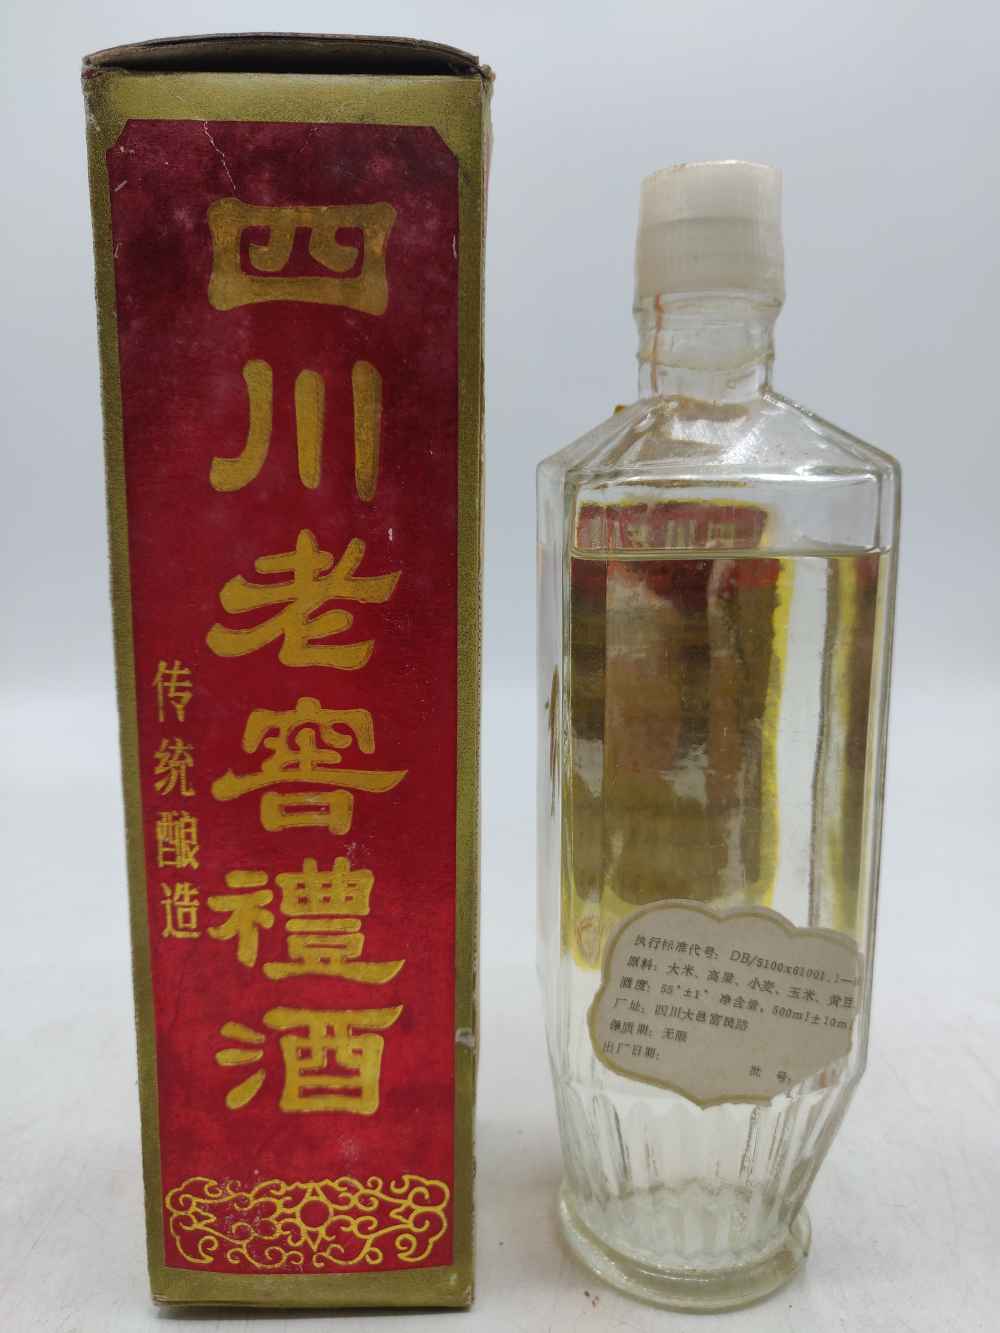 四川老窖禮酒
传统酿造
执行标准代号：DB/5100x61001.1—
原料：大米、高粱、小麦、玉米、黄豆
酒度：55°±1° 净含量：500ml±10ml
厂址：四川大邑富民路
保质期：无限
出厂日期：
批号：